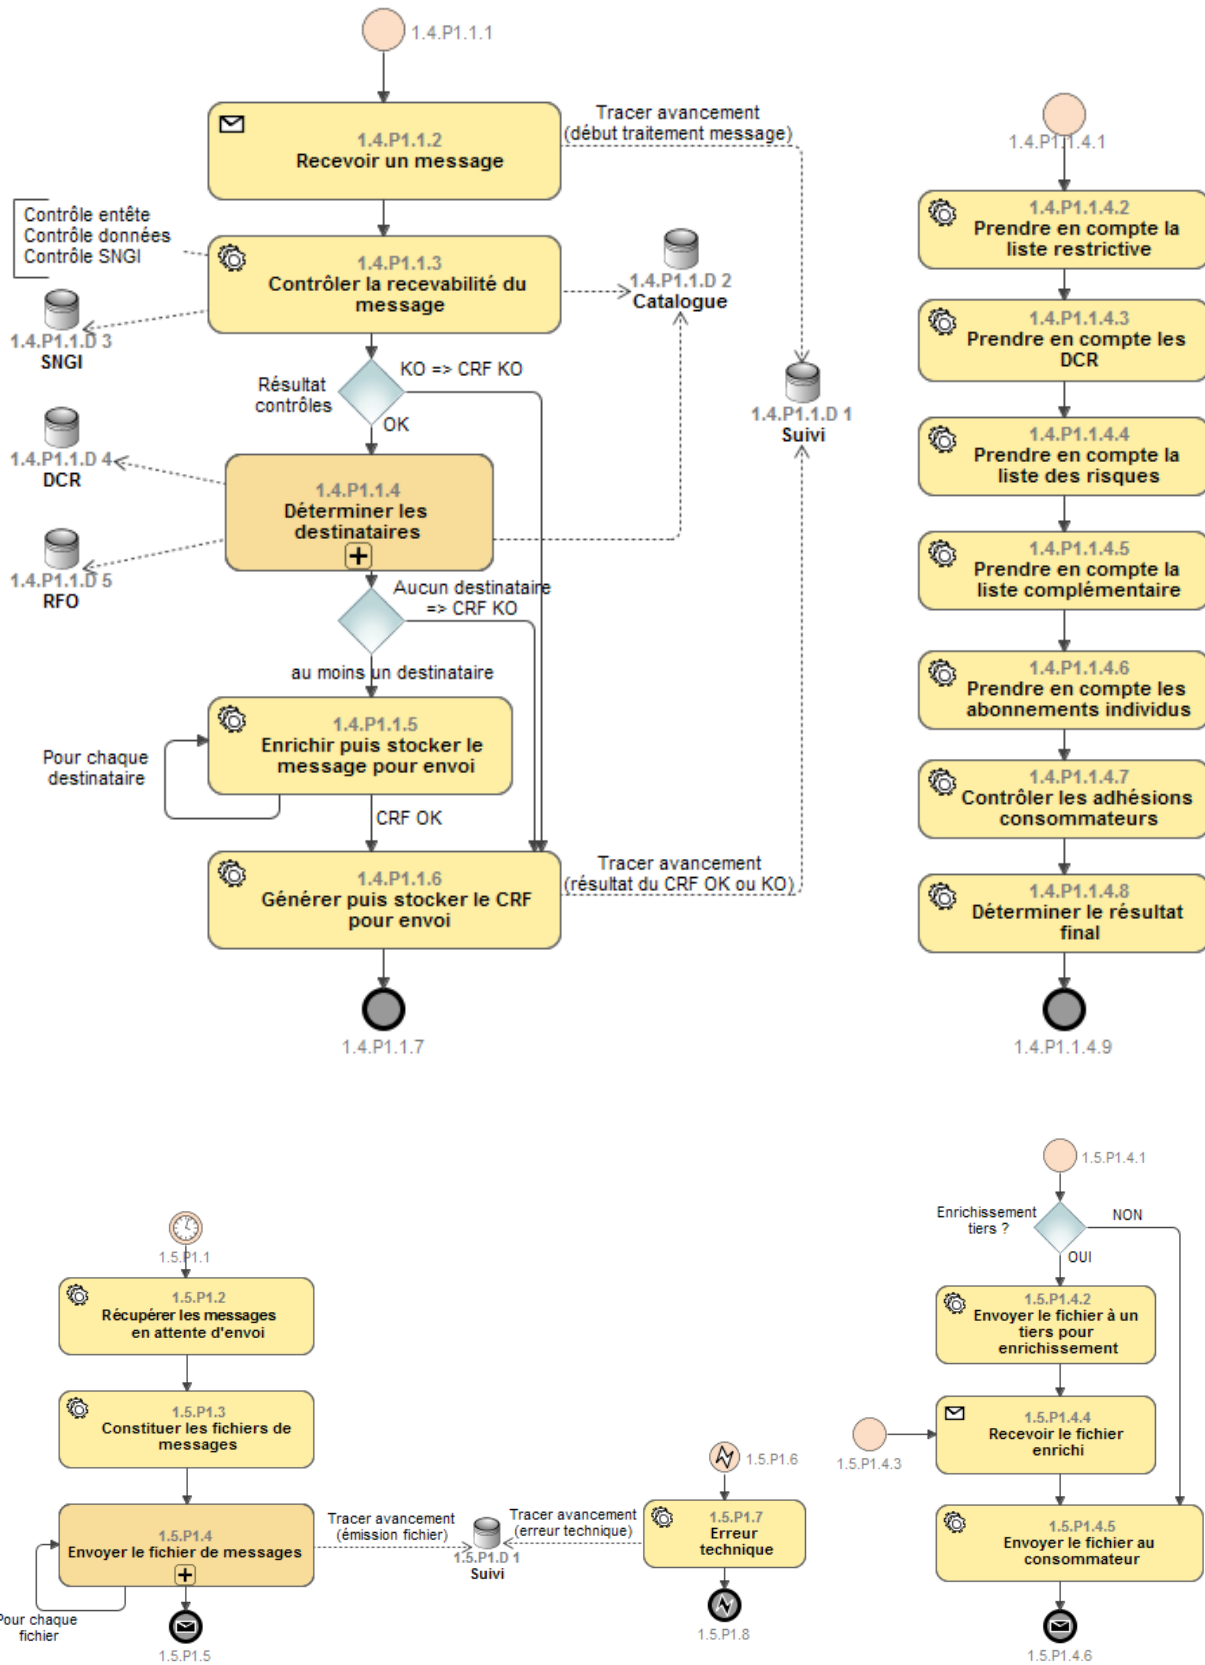 1.4.P1.1.1
1.4.P1.1.2
Recevoir un message
Tracer avancement
(début traitement message)
Contrôle entête
Contrôle données
Contrôle SNGI
1.4.P1.1.3
Contrôler la recevabilité du
message
1.4.P1.1.D 2
Catalogue
1.4.P1.1.D 3
SNGI
Résultat
contrôles
KO => CRF KO
OK
1.4.P1.1.D 1
Suivi
1.4.P1.1.D 4
DCR
1.4.P1.1.4
Déterminer les
destinataires
1.4.P1.1.D 5
RFO
Aucun destinataire
=> CRF KO
au moins un destinataire
1.4.P1.1.5
Enrichir puis stocker le
message pour envoi
Pour chaque
destinataire
CRF OK
1.4.P1.1.6
Générer puis stocker le CRF
pour envoi
Tracer avancement
(résultat du CRF OK ou KO)
1.4.P1.1.7
1.4.P1.1.4.1
1.4.P1.1.4.2
Prendre en compte la
liste restrictive
1.4.P1.1.4.3
Prendre en compte les
DCR
1.4.P1.1.4.4
Prendre en compte la
liste des risques
1.4.P1.1.4.5
Prendre en compte la
liste complémentaire
1.4.P1.1.4.6
Prendre en compte les
abonnements individus
1.4.P1.1.4.7
Contrôler les adhésions
consommateurs
1.4.P1.1.4.8
Déterminer le résultat
final
1.4.P1.1.4.9
1.5.P1.1
1.5.P1.2
Récupérer les messages
en attente d'envoi
1.5.P1.3
Constituer les fichiers de
messages
1.5.P1.4
Envoyer le fichier de messages
Pour chaque
fichier
1.5.P1.5
Tracer avancement
(émission fichier)
1.5.P1.D 1
Suivi
Tracer avancement
(erreur technique)
1.5.P1.6
1.5.P1.7
Erreur
technique
1.5.P1.8
1.5.P1.4.1
Enrichissement
tiers ?
NON
OUI
1.5.P1.4.2
Envoyer le fichier à un
tiers pour
enrichissement
1.5.P1.4.3
1.5.P1.4.4
Recevoir le fichier
enrichi
1.5.P1.4.5
Envoyer le fichier au
consommateur
1.5.P1.4.6